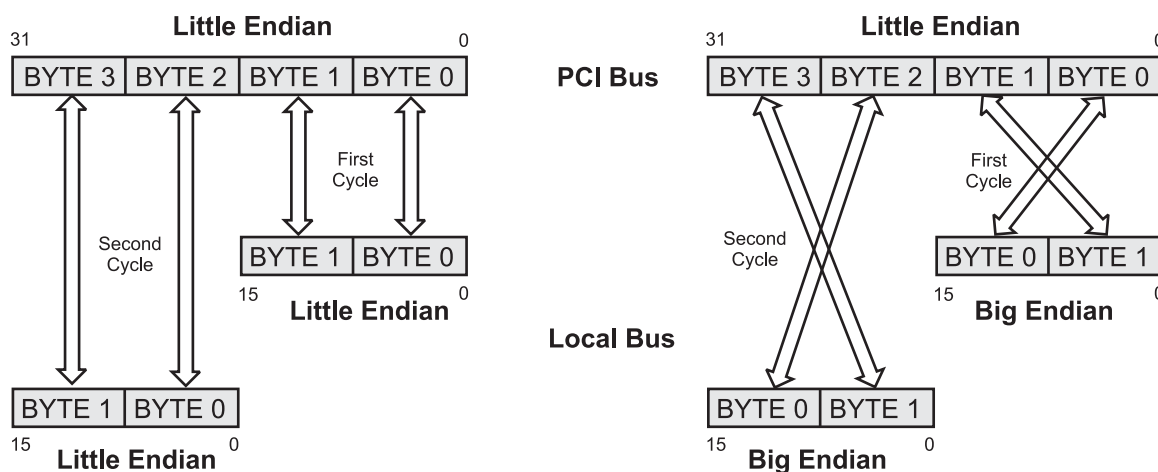 Little Endian
31 0
BYTE 3 BYTE 2 BYTE 1 BYTE 0
First
Cycle
Second
Cycle
BYTE 1 BYTE 0
15 0
Little Endian
BYTE 1 BYTE 0
15 0
Little Endian
PCI Bus
Local Bus
Little Endian
31 0
BYTE 3 BYTE 2 BYTE 1 BYTE 0
First
Cycle
Second
Cycle
BYTE 0 BYTE 1
15 0
Big Endian
BYTE 0 BYTE 1
15 0
Big Endian